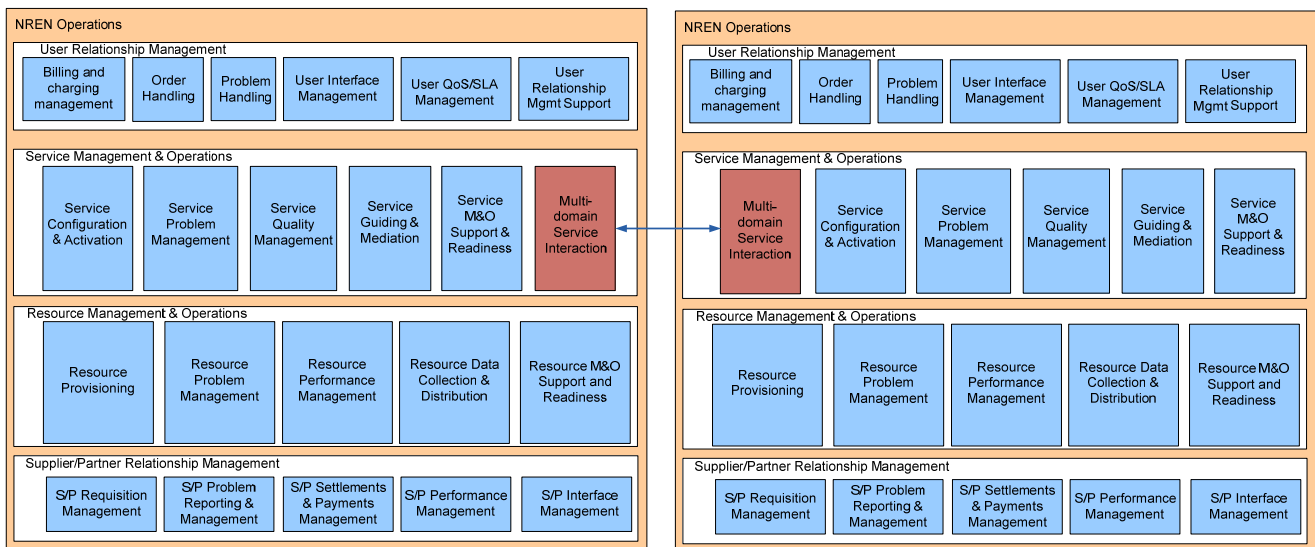 NREN Operations
User Relationship Management
Billing and
charging
management
Order
Handling
Problem
Handling
User Interface
Management
User QoS/SLA
Management
User
Relationship
Mgmt Support
Service Management & Operations
Service
Configuration
& Activation
Service
Problem
Management
Service
Quality
Management
Service
Guiding &
Mediation
Service
M&O
Support &
Readiness
Multi-
domain
Service
Interaction
Resource Management & Operations
Resource
Provisioning
Resource
Problem
Management
Resource
Performance
Management
Resource Data
Collection &
Distribution
Resource M&O
Support and
Readiness
Supplier/Partner Relationship Management
S/P Requisition
Management
S/P Problem
Reporting &
Management
S/P Settlements
& Payments
Management
S/P Performance
Management
S/P Interface
Management
NREN Operations
User Relationship Management
Billing and
charging
management
Order
Handling
Problem
Handling
User Interface
Management
User QoS/SLA
Management
User
Relationship
Mgmt Support
Service Management & Operations
Multi-
domain
Service
Interaction
Service
Configuration
& Activation
Service
Problem
Management
Service
Quality
Management
Service
Guiding &
Mediation
Service
M&O
Support &
Readiness
Resource Management & Operations
Resource
Provisioning
Resource
Problem
Management
Resource
Performance
Management
Resource Data
Collection &
Distribution
Resource M&O
Support and
Readiness
Supplier/Partner Relationship Management
S/P Requisition
Management
S/P Problem
Reporting &
Management
S/P Settlements
& Payments
Management
S/P Performance
Management
S/P Interface
Management